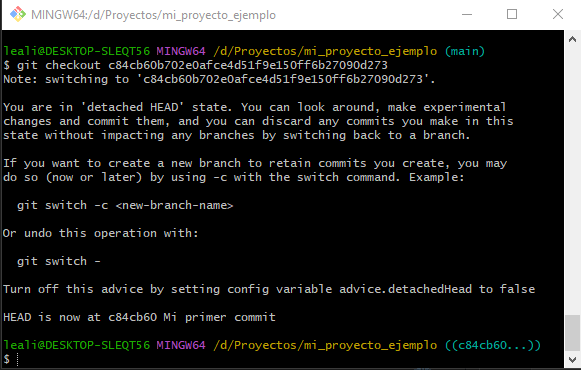 MINGW64:/d/Proyectos/mi_proyecto_ejemplo
leali@DESKTOP-SLEQT56 MINGW64 /d/Proyectos/mi_proyecto_ejemplo (main)
$ git checkout c84cb60b702e0afce4d51f9e150ff6b27090d273
Note: switching to 'c84cb60b702e0afce4d51f9e150ff6b27090d273'.
You are in 'detached HEAD' state. You can look around, make experimental
changes and commit them, and you can discard any commits you make in this
state without impacting any branches by switching back to a branch.
If you want to create a new branch to retain commits you create, you may
do so (now or later) by using -c with the switch command. Example:
git switch -c <new-branch-name>
Or undo this operation with:
git switch -
Turn off this advice by setting config variable advice.detachedHead to false
HEAD is now at c84cb60 Mi primer commit
leali@DESKTOP-SLEQT56 MINGW64 /d/Proyectos/mi_proyecto_ejemplo ((c84cb60...))
$